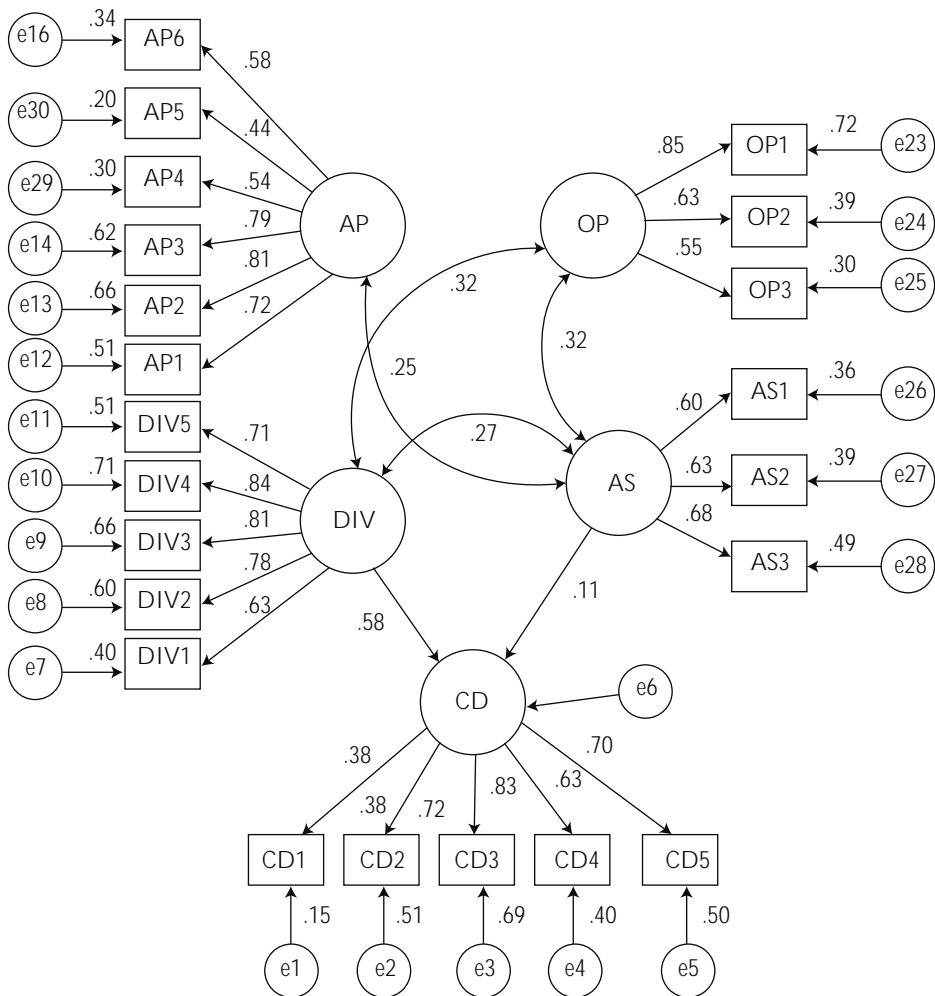 e16 .34 AP6
.58
e30 .20 AP5
.44
e29 .30 AP4
.54
e14 .62 AP3
.79
e13 .66 AP2
.81
e12 .51 AP1
.72
AP
OP
.85 OP1 .72 e23
.63 OP2 .39 e24
.55 OP3 .30 e25
.32
.25
.32
.27
e11 .51 DIV5
.71
e10 .71 DIV4
.84
e9 .66 DIV3
.81
e8 .60 DIV2
.78
e7 .40 DIV1
.63
DIV
AS
.60 AS1 .36 e26
.63 AS2 .39 e27
.68 AS3 .49 e28
.58
.11
CD
e6
.38
.38
.72
.83
.63
.70
CD1 CD2 CD3 CD4 CD5
.15 .51 .69 .40 .50
e1 e2 e3 e4 e5